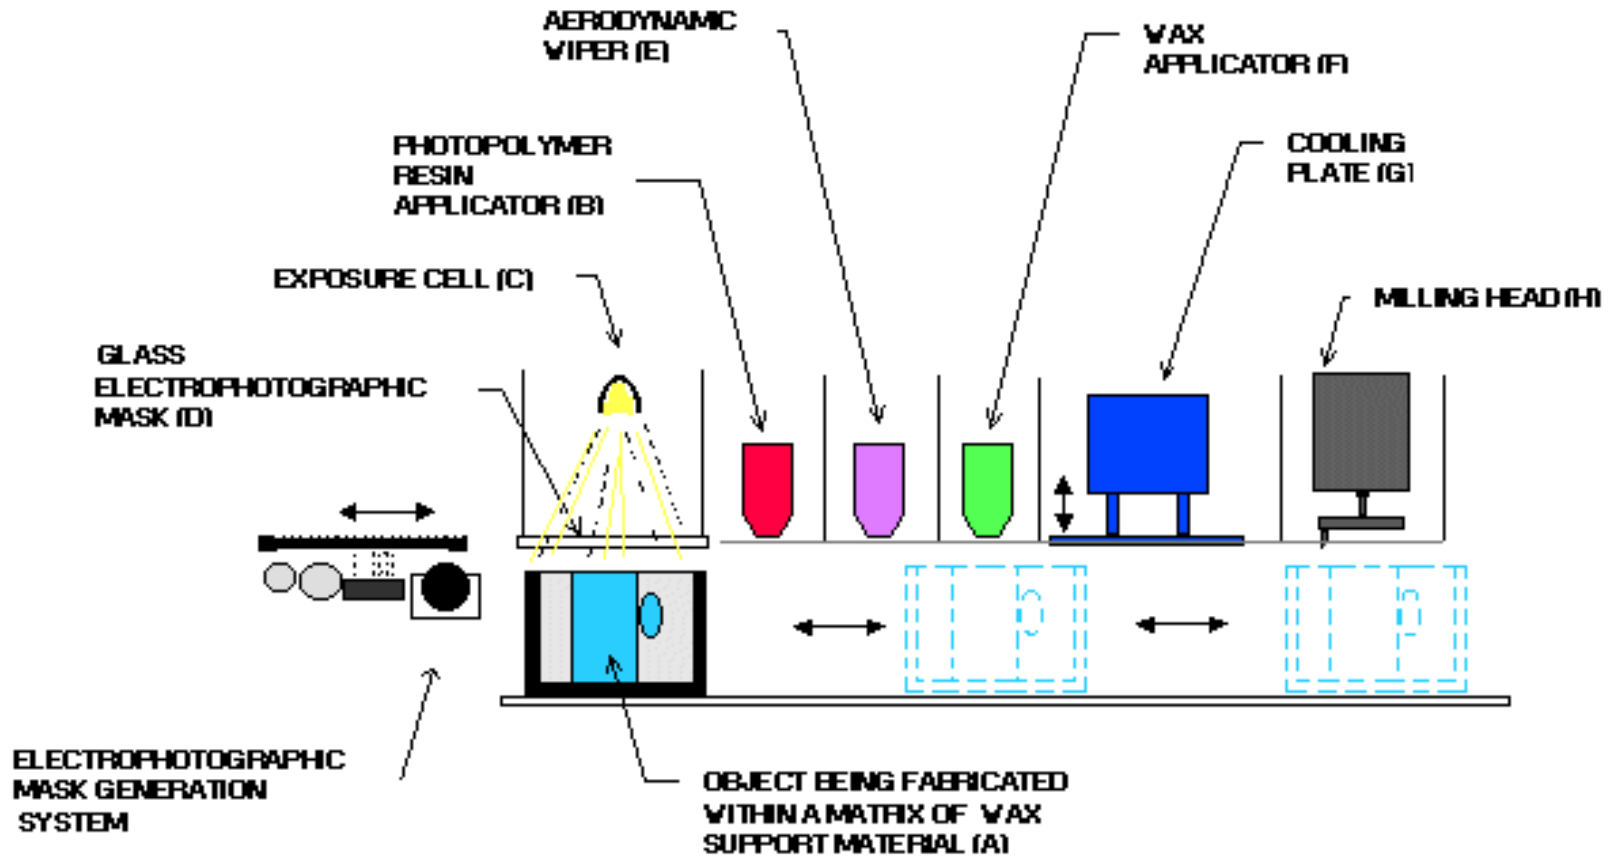 AERODYNAMIC
WIPER (E)
WAX
APPLICATOR (F)
PHOTOPOLYMER
RESIN
APPLICATOR (B)
COOLING
PLATE (G)
EXPOSURE CELL (C)
MILLING HEAD (H)
GLASS
ELECTROPHOTOGRAPHIC
MASK (D)
ELECTROPHOTOGRAPHIC
MASK GENERATION
SYSTEM
OBJECT BEING FABRICATED
WITHIN A MATRIX OF WAX
SUPPORT MATERIAL (A)